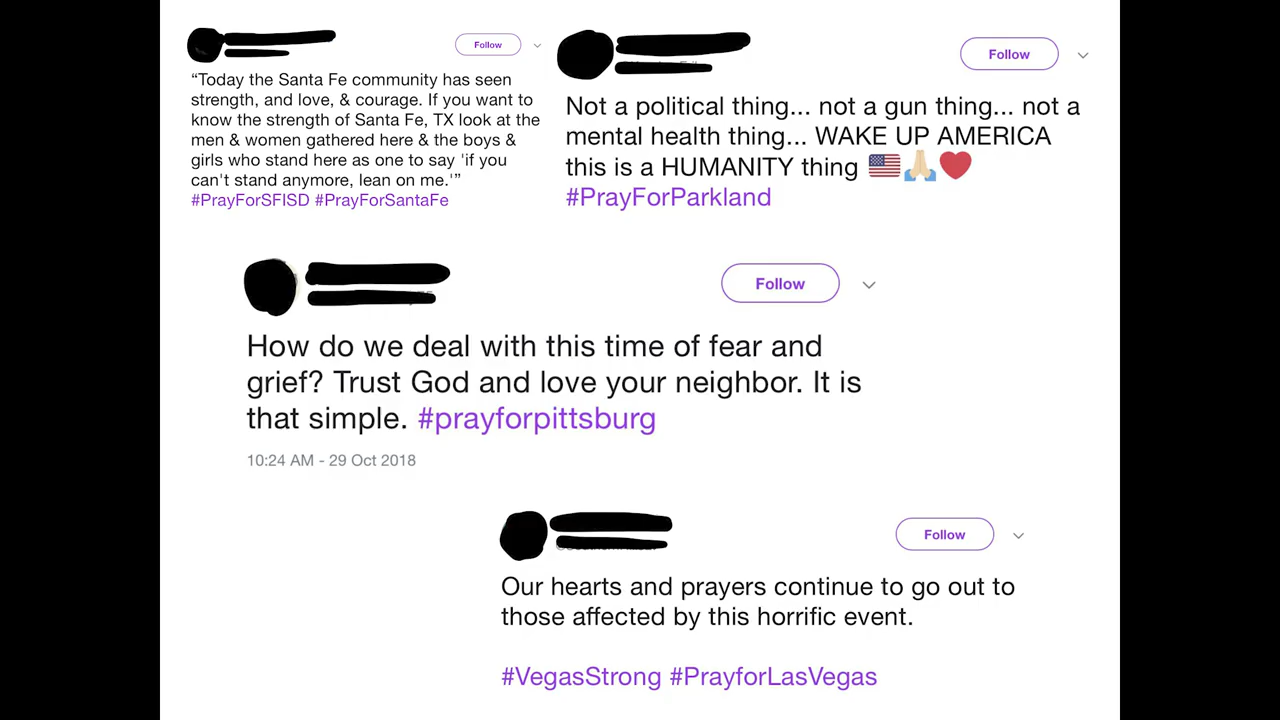 Follow
“Today the Santa Fe community has seen
strength, and love, & courage. If you want to
know the strength of Santa Fe, TX look at the
men & women gathered here & the boys &
girls who stand here as one to say 'if you
can't stand anymore, lean on me.'”
#PrayForSFISD #PrayForSantaFe
Follow
Not a political thing... not a gun thing... not a
mental health thing... WAKE UP AMERICA
this is a HUMANITY thing 🇺🇸🙏🏼❤️
#PrayForParkland
Follow
How do we deal with this time of fear and
grief? Trust God and love your neighbor. It is
that simple. #prayforpittsburg
10:24 AM - 29 Oct 2018
Follow
Our hearts and prayers continue to go out to
those affected by this horrific event.
#VegasStrong #PrayforLasVegas